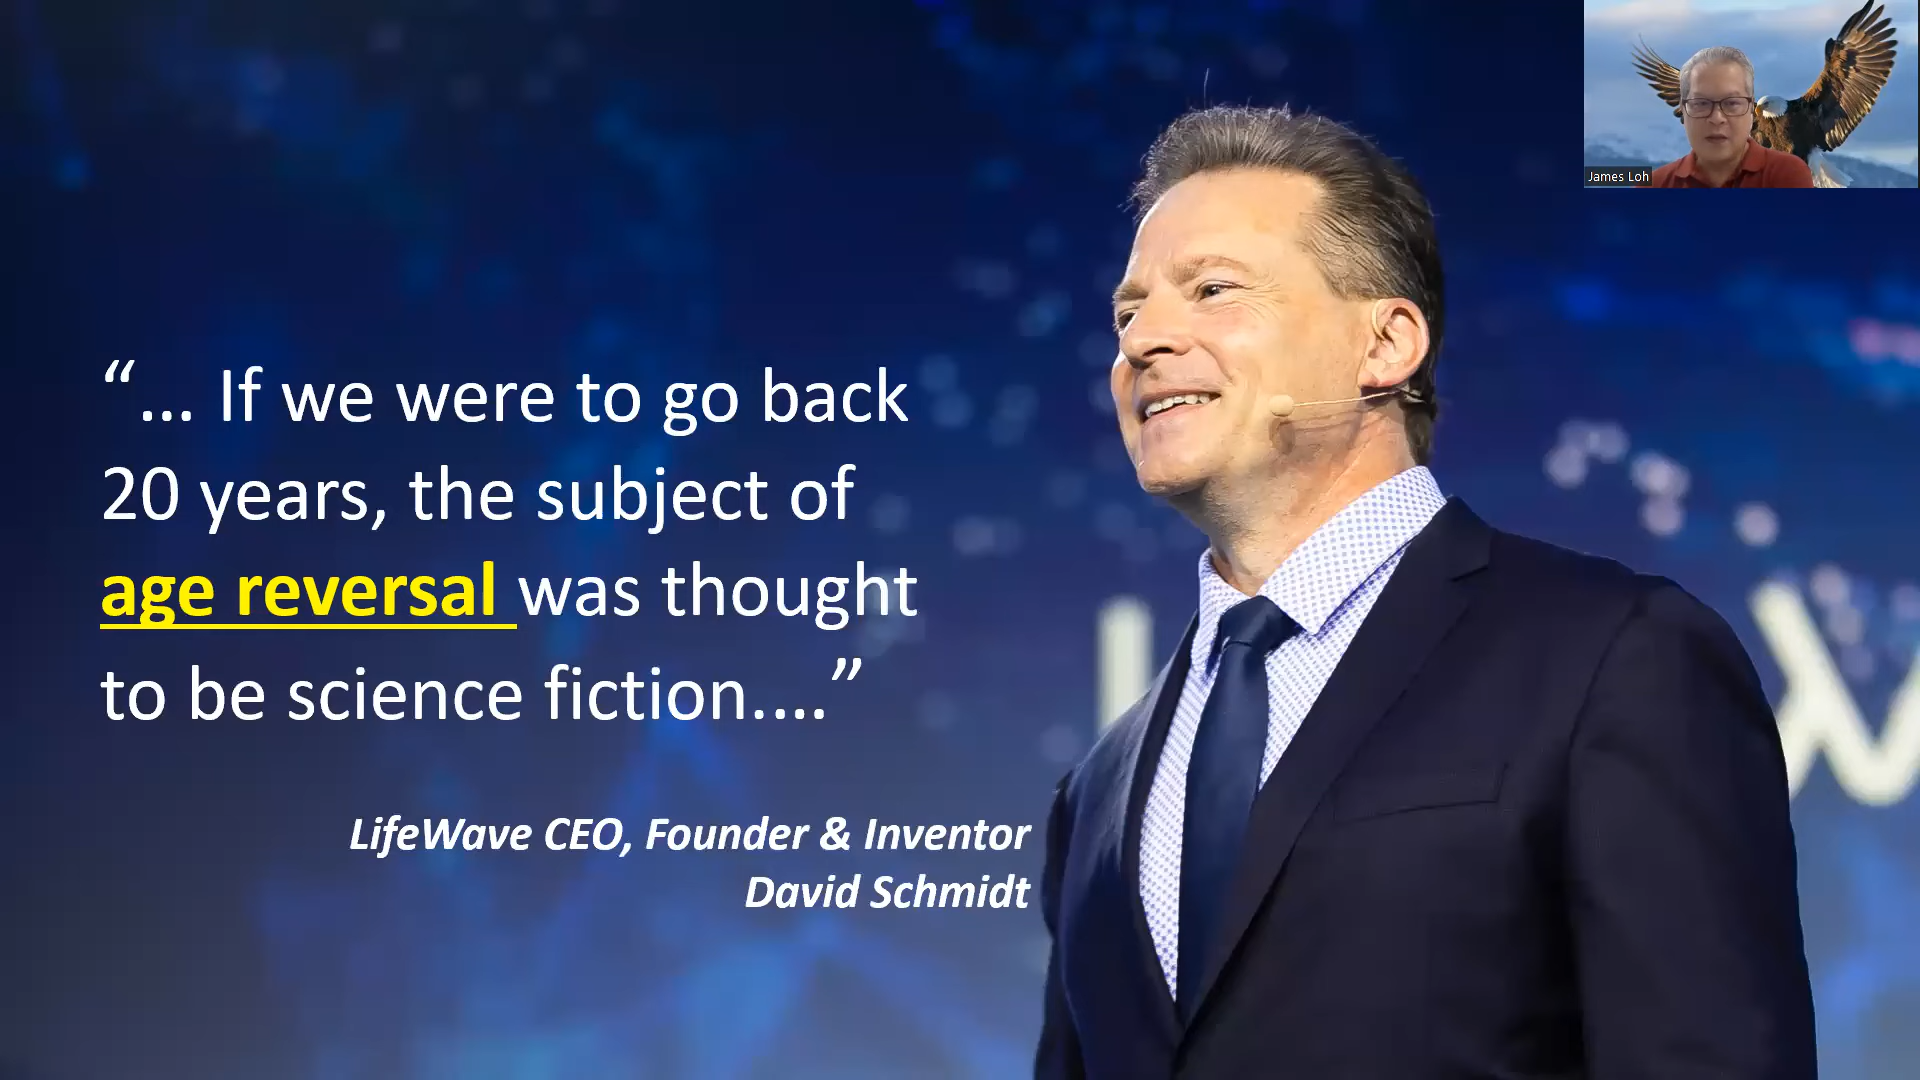 James Loh
“... If we were to go back
20 years, the subject of
age reversal was thought
to be science fiction....”
LifeWave CEO, Founder & Inventor
David Schmidt